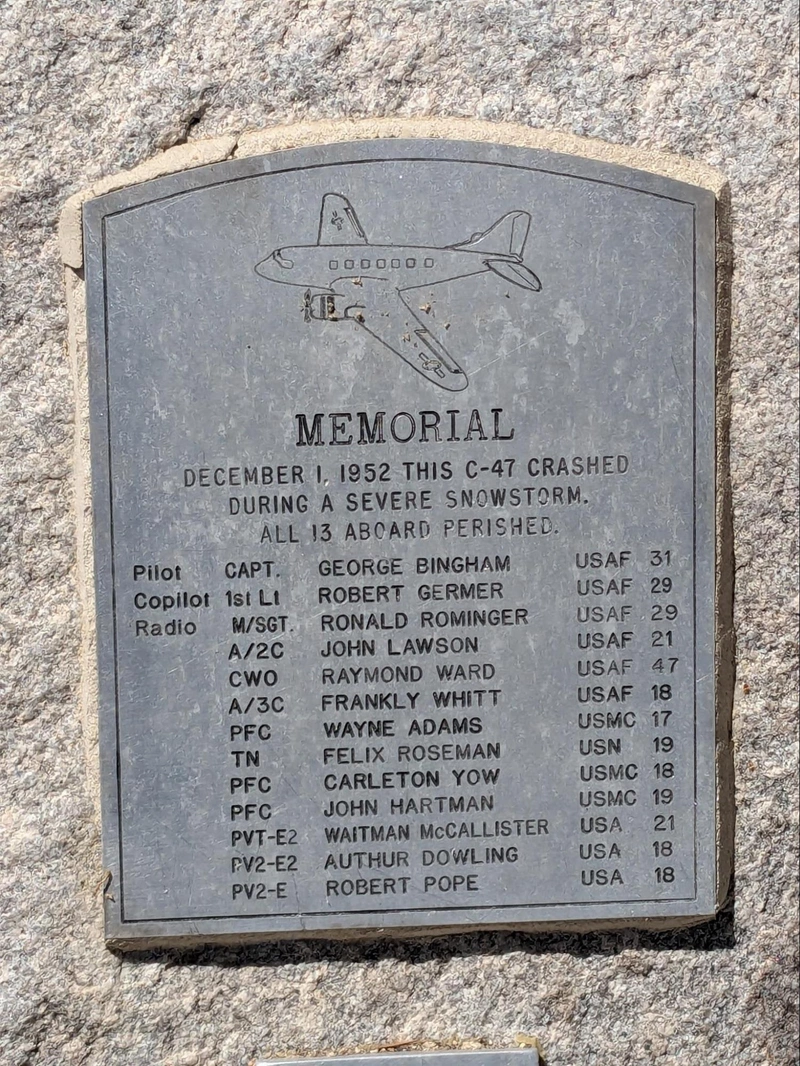 MEMORIAL
DECEMBER 1, 1952 THIS C-47 CRASHED
DURING A SEVERE SNOWSTORM.
ALL 13 ABOARD PERISHED.
Pilot CAPT. GEORGE BINGHAM USAF 31
Copilot 1st Lt ROBERT GERMER USAF 29
Radio M/SGT. RONALD ROMINGER USAF 29
A/2C JOHN LAWSON USAF 21
CWO RAYMOND WARD USAF 47
A/3C FRANKLY WHITT USAF 18
PFC WAYNE ADAMS USMC 17
TN FELIX ROSEMAN USN 19
PFC CARLETON YOW USMC 18
PFC JOHN HARTMAN USMC 19
PVT-E2 WAITMAN McCALLISTER USA 21
PV2-E2 AUTHUR DOWLING USA 18
PV2-E ROBERT POPE USA 18